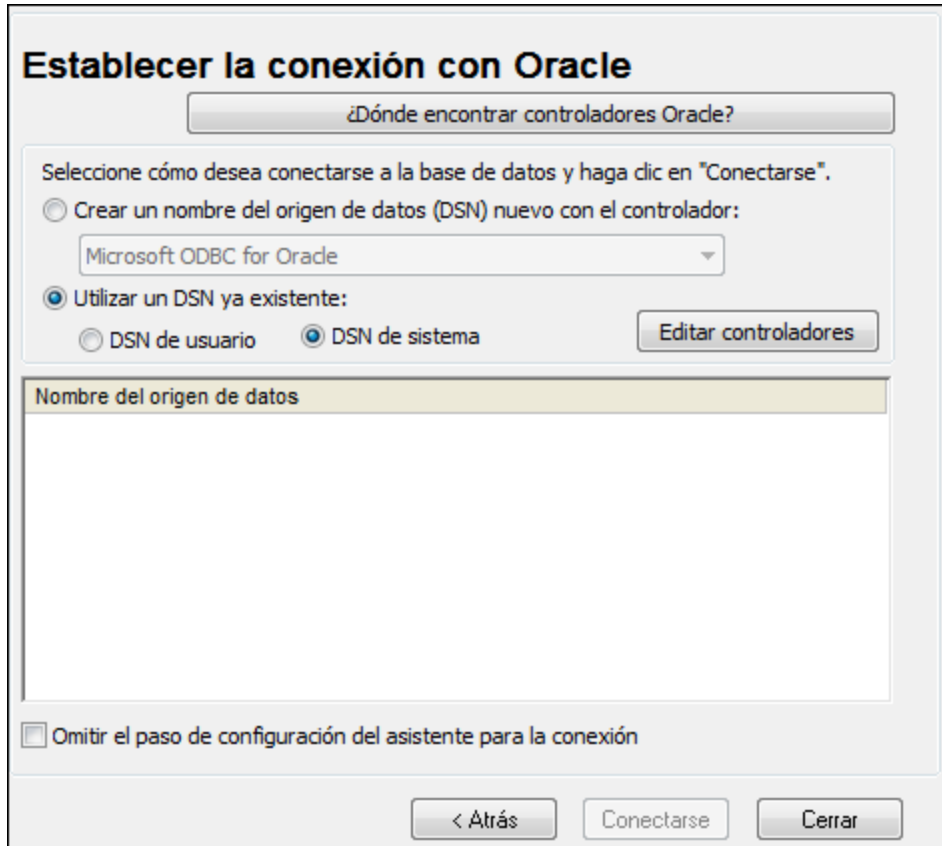 Establecer la conexión con Oracle
¿Dónde encontrar controladores Oracle?
Seleccione cómo desea conectarse a la base de datos y haga clic en "Conectarse".
Crear un nombre del origen de datos (DSN) nuevo con el controlador:
Microsoft ODBC for Oracle
Utilizar un DSN ya existente:
DSN de usuario DSN de sistema Editar controladores
Nombre del origen de datos
Omitir el paso de configuración del asistente para la conexión
< Atrás Conectarse Cerrar